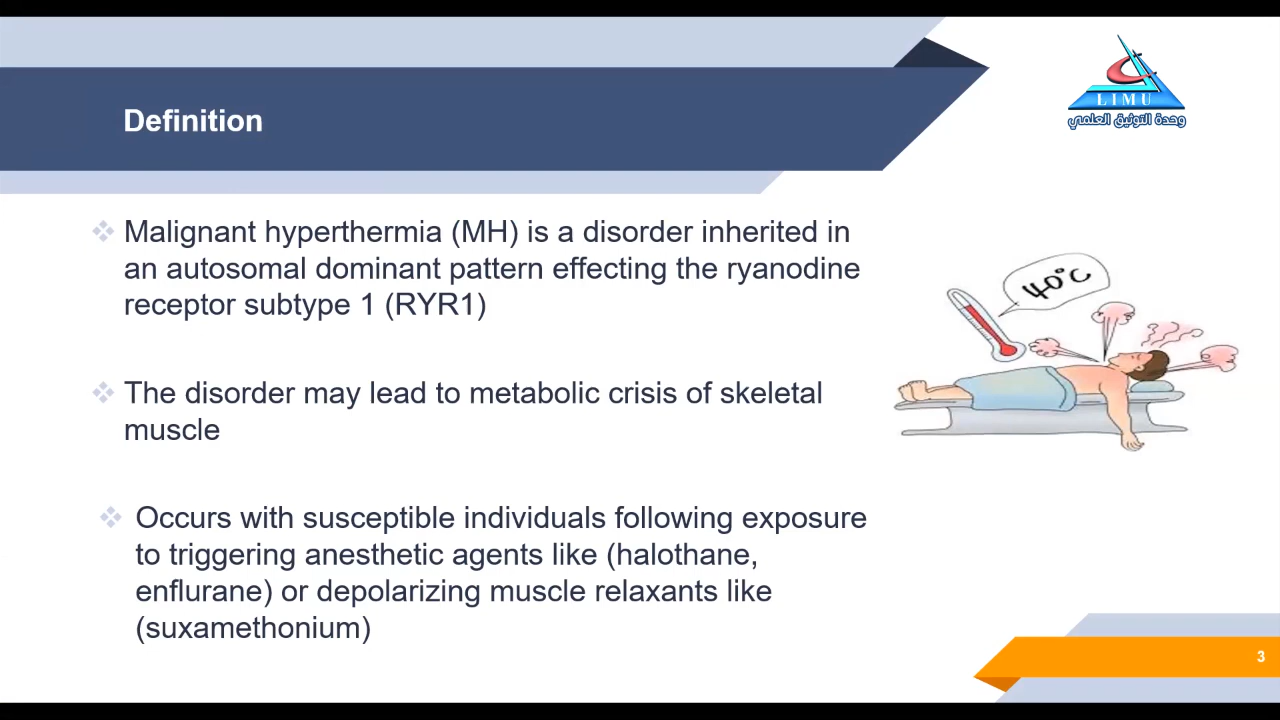 Definition
LIMU
وحدة التوثيق العلمي
Malignant hyperthermia (MH) is a disorder inherited in
an autosomal dominant pattern effecting the ryanodine
receptor subtype 1 (RYR1)
The disorder may lead to metabolic crisis of skeletal
muscle
Occurs with susceptible individuals following exposure
to triggering anesthetic agents like (halothane,
enflurane) or depolarizing muscle relaxants like
(suxamethonium)
40°C
3